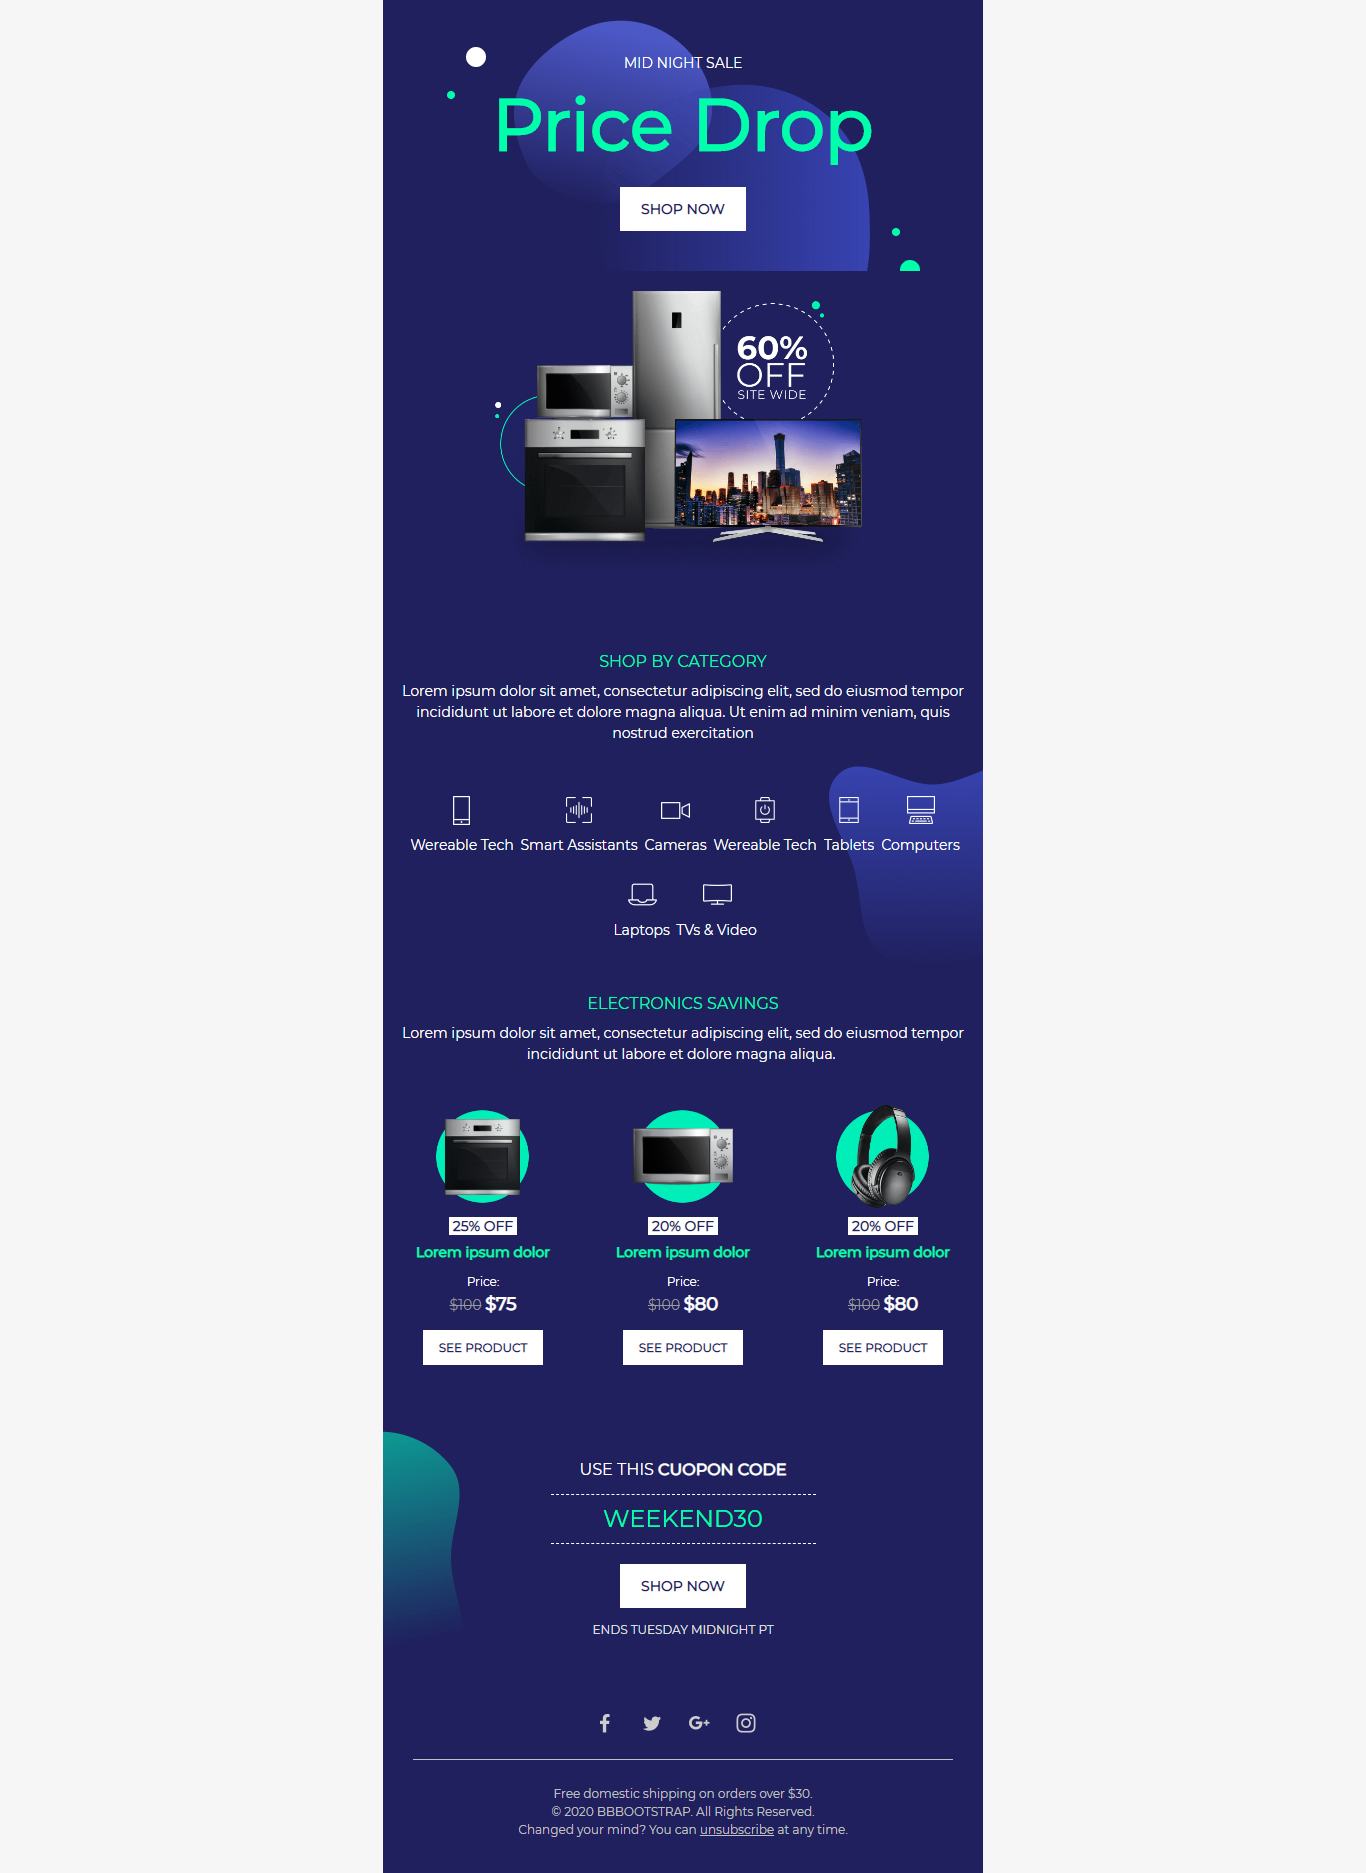 MID NIGHT SALE
Price Drop
SHOP NOW
60%
OFF
SITE WIDE
SHOP BY CATEGORY
Lorem ipsum dolor sit amet, consectetur adipiscing elit, sed do eiusmod tempor
incididunt ut labore et dolore magna aliqua. Ut enim ad minim veniam, quis
nostrud exercitation
Wereable Tech Smart Assistants Cameras Wereable Tech Tablets Computers
Laptops TVs & Video
ELECTRONICS SAVINGS
Lorem ipsum dolor sit amet, consectetur adipiscing elit, sed do eiusmod tempor
incididunt ut labore et dolore magna aliqua.
25% OFF
Lorem ipsum dolor
Price:
$100 $75
SEE PRODUCT
20% OFF
Lorem ipsum dolor
Price:
$100 $80
SEE PRODUCT
20% OFF
Lorem ipsum dolor
Price:
$100 $80
SEE PRODUCT
USE THIS CUOPON CODE
WEEKEND30
SHOP NOW
ENDS TUESDAY MIDNIGHT PT
Free domestic shipping on orders over $30.
© 2020 BBBOOTSTRAP. All Rights Reserved.
Changed your mind? You can unsubscribe at any time.